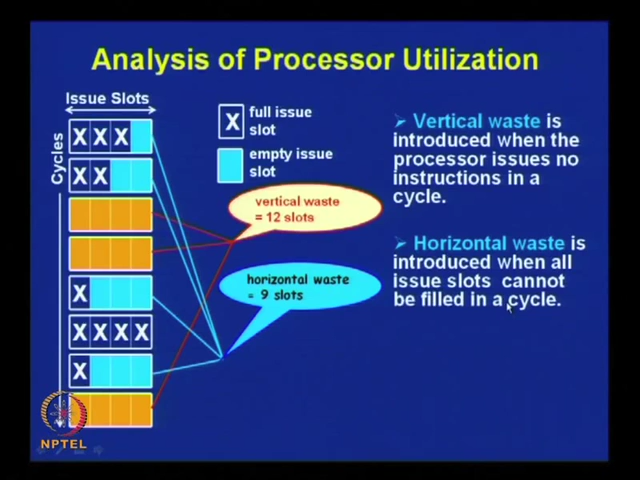 Analysis of Processor Utilization
Issue Slots
Cycles
X X X
X X
X
X X X X
X
X full issue
slot
empty issue
slot
vertical waste
= 12 slots
horizontal waste
= 9 slots
➢ Vertical waste is
introduced when the
processor issues no
instructions in a
cycle.
➢ Horizontal waste is
introduced when all
issue slots cannot
be filled in a cycle.
NPTEL